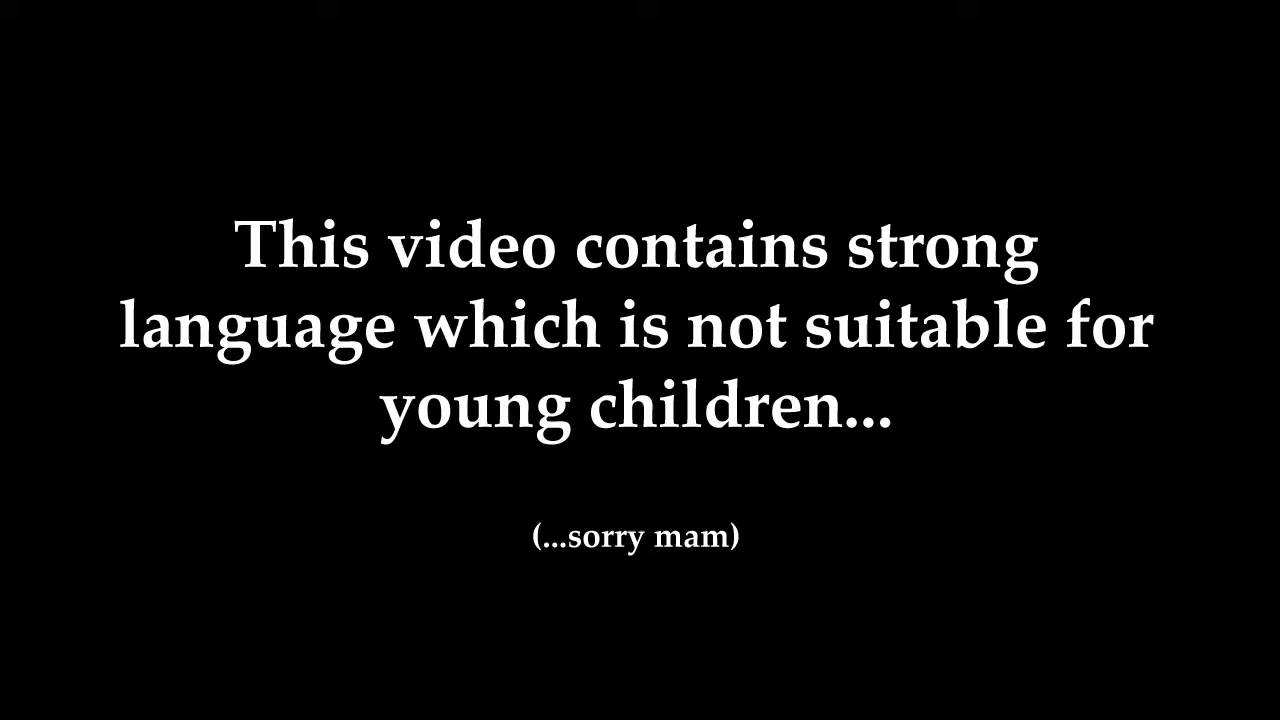 This video contains strong
language which is not suitable for
young children...
(...sorry mam)